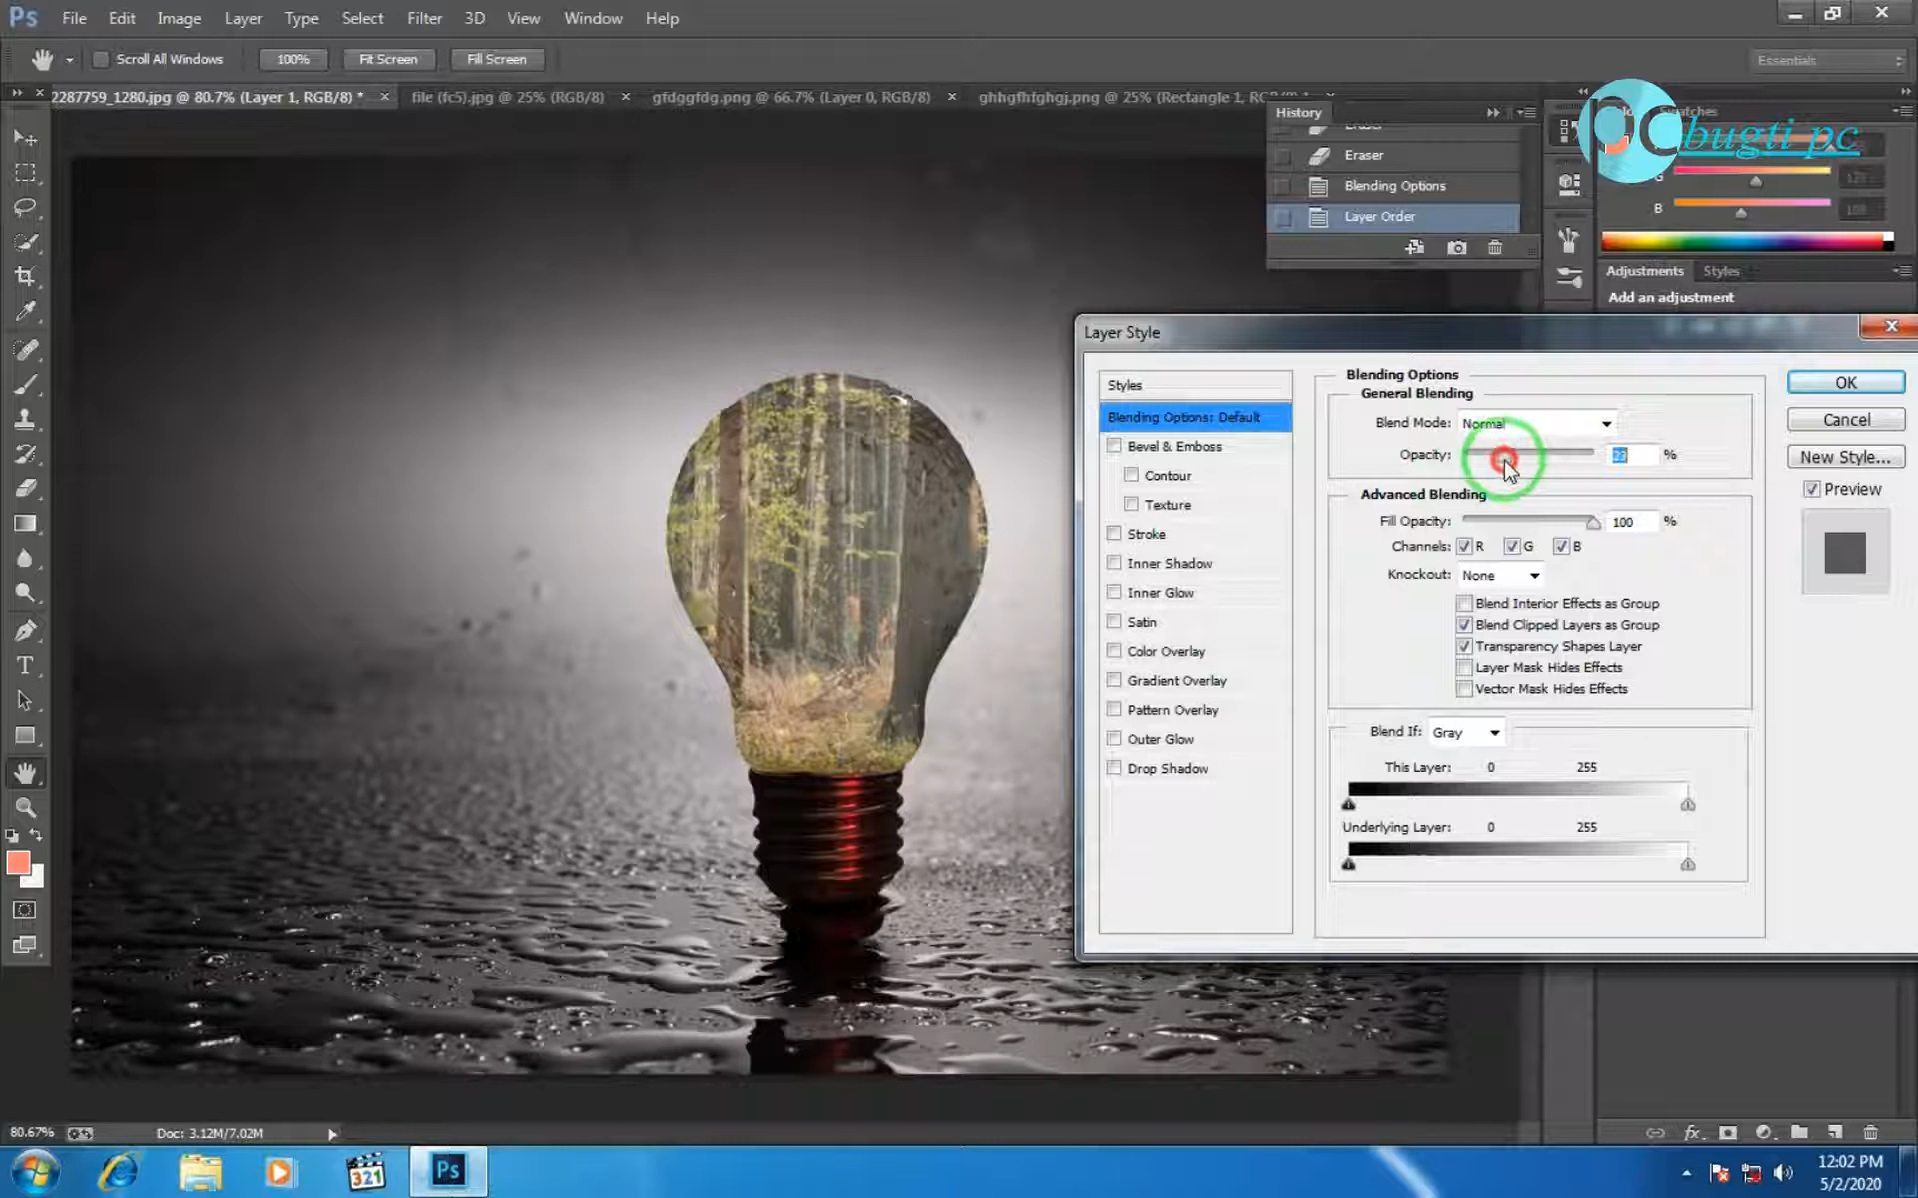 Ps File Edit Image Layer Type Select Filter 3D View Window Help
Scroll All Windows 100% Fit Screen Fill Screen Essentials
2287759_1280.jpg @ 80.7% (Layer 1, RGB/8) * file (fc5).jpg @ 25% (RGB/8) gfdggfdg.png @ 66.7% (Layer 0, RGB/8) ghhgfhfghgj.png @ 25% (Rectangle 1,
History
Swatches
pc bugti pc
Eraser
Eraser
Blending Options
Layer Order
G
B
Adjustments Styles
Add an adjustment
Layer Style
Styles
Blending Options: Default
Bevel & Emboss
Contour
Texture
Stroke
Inner Shadow
Inner Glow
Satin
Color Overlay
Gradient Overlay
Pattern Overlay
Outer Glow
Drop Shadow
Blending Options
General Blending
Blend Mode: Normal
Opacity: %
Advanced Blending
Fill Opacity: 100 %
Channels: R G B
Knockout: None
Blend Interior Effects as Group
Blend Clipped Layers as Group
Transparency Shapes Layer
Layer Mask Hides Effects
Vector Mask Hides Effects
Blend If: Gray
This Layer: 0 255
Underlying Layer: 0 255
OK
Cancel
New Style...
Preview
T
80.67% Doc: 3.12M/7.02M
fx
321
Ps
12:02 PM
5/2/2020